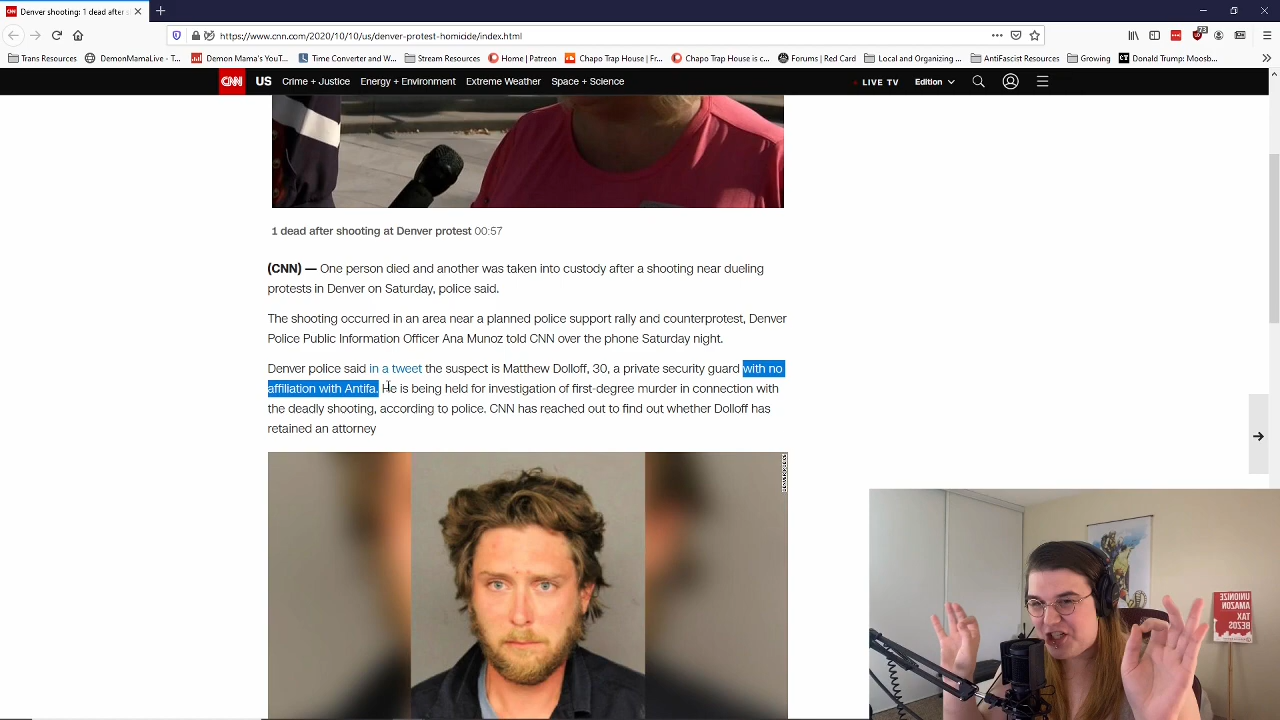 Denver shooting: 1 dead after s
https://www.cnn.com/2020/10/10/us/denver-protest-homicide/index.html
73
Trans Resources
DemonMamaLive - T...
Demon Mama's YouT...
Time Converter and W...
Stream Resources
Home | Patreon
Chapo Trap House | Fr...
Chapo Trap House is c...
Forums | Red Card
Local and Organizing ...
AntiFascist Resources
Growing
Donald Trump: Moosb...
CNN US Crime + Justice Energy + Environment Extreme Weather Space + Science LIVE TV Edition
1 dead after shooting at Denver protest 00:57
(CNN) — One person died and another was taken into custody after a shooting near dueling
protests in Denver on Saturday, police said.
The shooting occurred in an area near a planned police support rally and counterprotest, Denver
Police Public Information Officer Ana Munoz told CNN over the phone Saturday night.
Denver police said in a tweet the suspect is Matthew Dolloff, 30, a private security guard with no
affiliation with Antifa. He is being held for investigation of first-degree murder in connection with
the deadly shooting, according to police. CNN has reached out to find out whether Dolloff has
retained an attorney
UNIONIZE
AMAZON
TAX
BEZOS